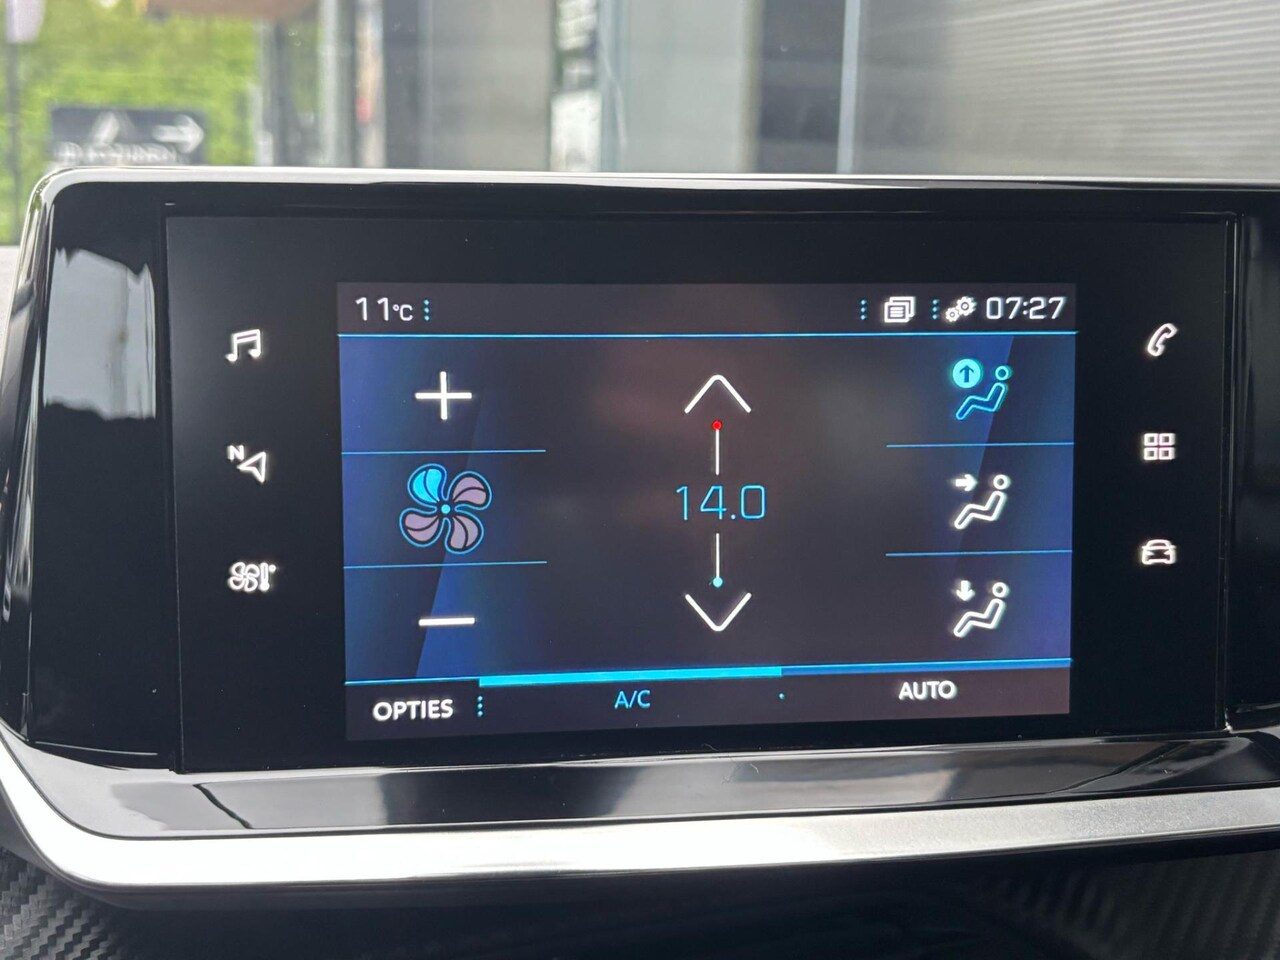 11°C
07:27
N
14.0
OPTIES
A/C
AUTO